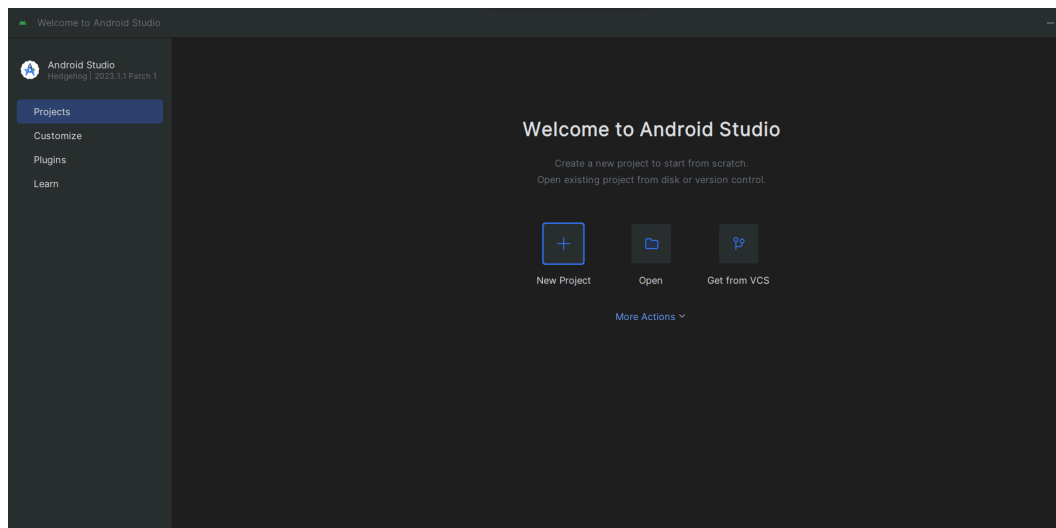 Welcome to Android Studio
Android Studio
Hedgehog | 2023.1.1 Patch 1
Projects
Customize
Plugins
Learn
Welcome to Android Studio
Create a new project to start from scratch.
Open existing project from disk or version control.
New Project
Open
Get from VCS
More Actions